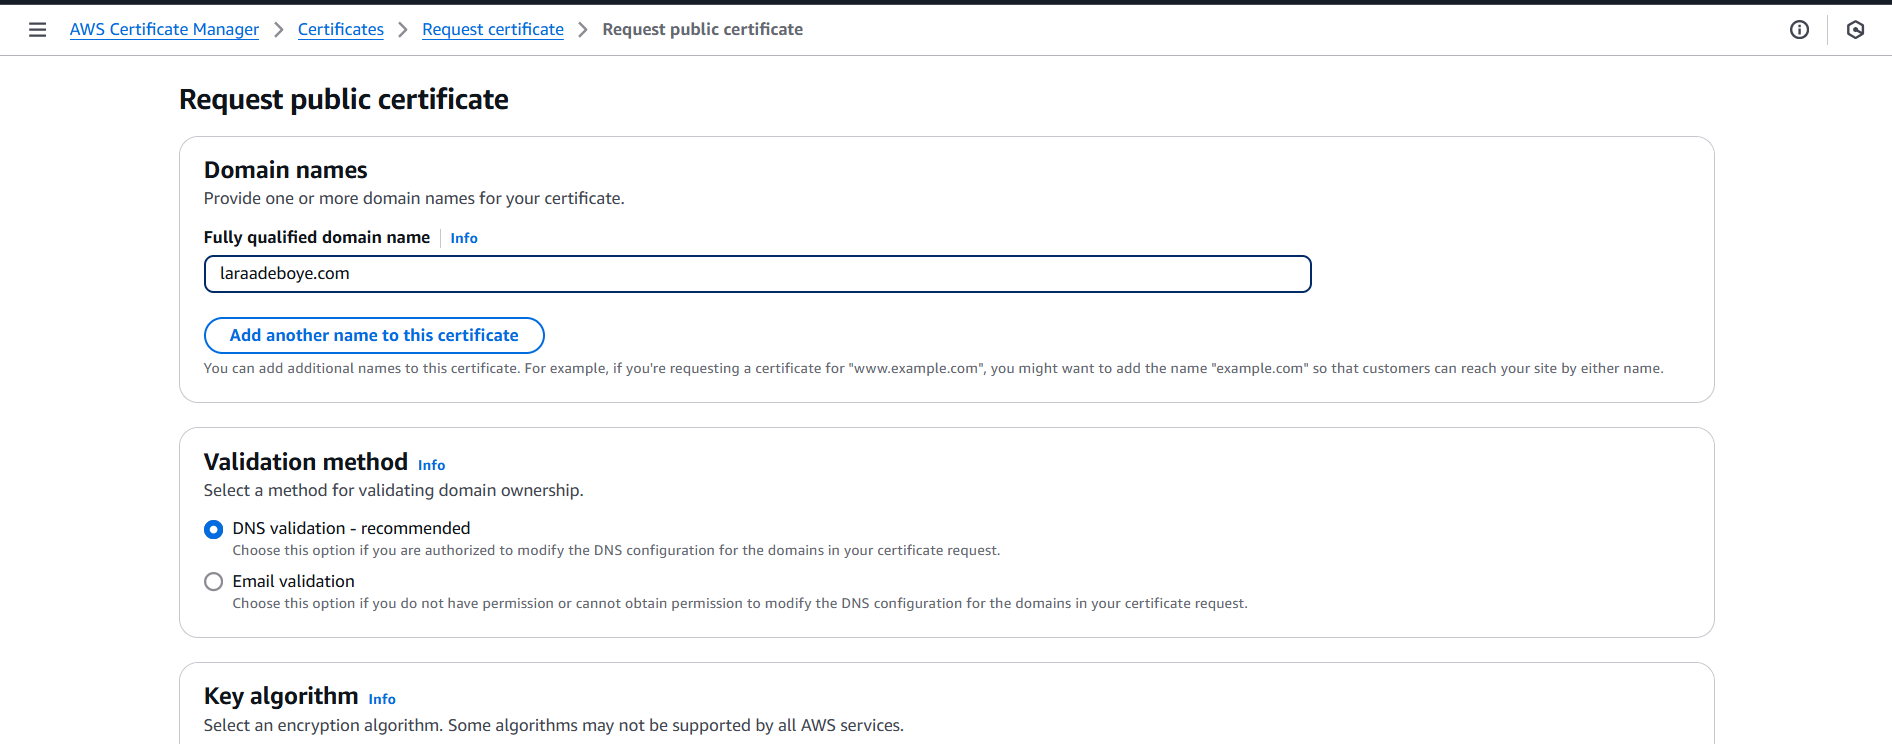 AWS Certificate Manager > Certificates > Request certificate > Request public certificate
Request public certificate
Domain names
Provide one or more domain names for your certificate.
Fully qualified domain name Info
laraadeboye.com
Add another name to this certificate
You can add additional names to this certificate. For example, if you're requesting a certificate for "www.example.com", you might want to add the name "example.com" so that customers can reach your site by either name.
Validation method Info
Select a method for validating domain ownership.
DNS validation - recommended
Choose this option if you are authorized to modify the DNS configuration for the domains in your certificate request.
Email validation
Choose this option if you do not have permission or cannot obtain permission to modify the DNS configuration for the domains in your certificate request.
Key algorithm Info
Select an encryption algorithm. Some algorithms may not be supported by all AWS services.